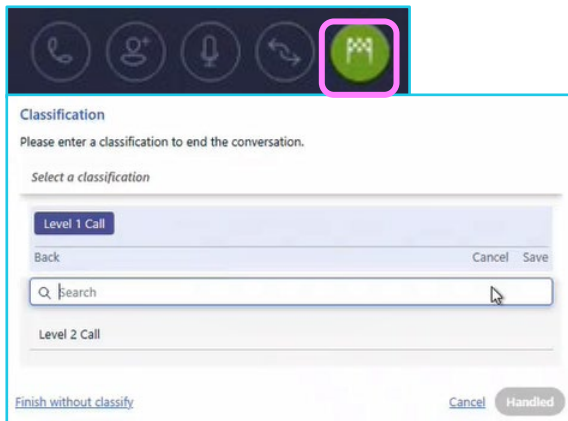 Classification
Please enter a classification to end the conversation.
Select a classification
Level 1 Call
Back Cancel Save
Search
Level 2 Call
Finish without classify Cancel Handled